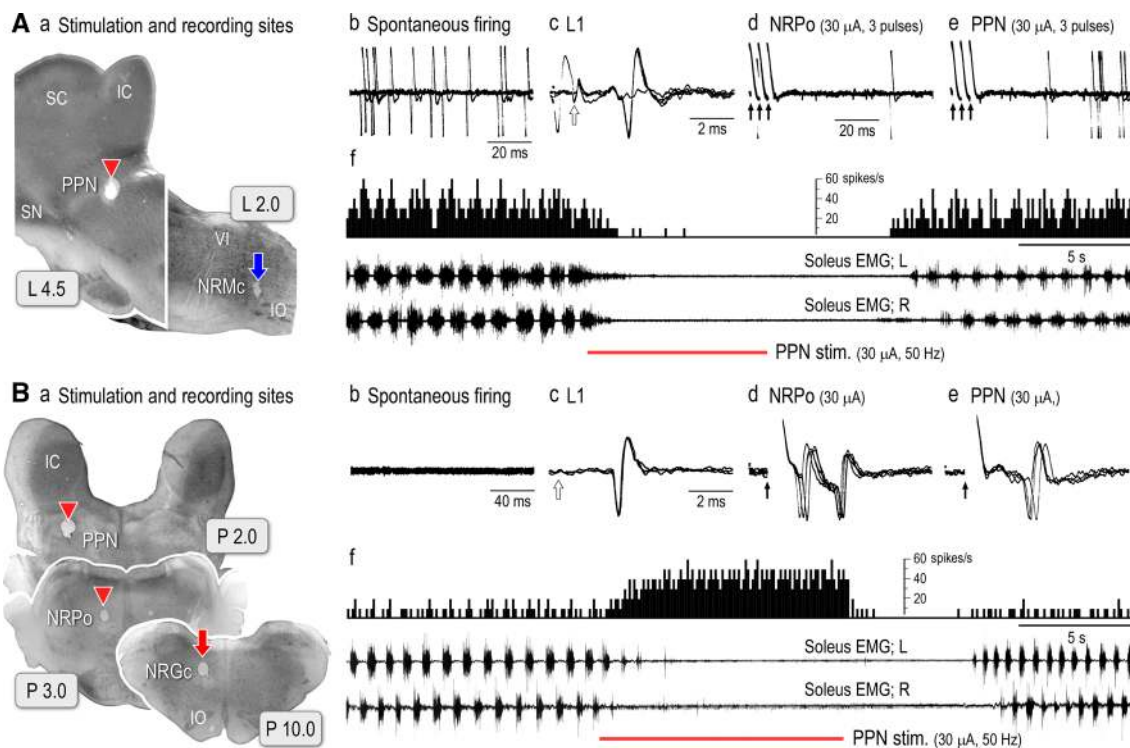 A a Stimulation and recording sites
SC
IC
PPN
SN
L 4.5
L 2.0
VI
NRMc
IO
b Spontaneous firing
20 ms
c L1
2 ms
d NRPo (30 µA, 3 pulses)
20 ms
e PPN (30 µA, 3 pulses)
f
60 spikes/s
40
20
5 s
Soleus EMG; L
Soleus EMG; R
PPN stim. (30 µA, 50 Hz)
B a Stimulation and recording sites
IC
PPN
P 2.0
NRPo
P 3.0
NRGc
IO
P 10.0
b Spontaneous firing
40 ms
c L1
2 ms
d NRPo (30 µA)
e PPN (30 µA,)
f
60 spikes/s
40
20
5 s
Soleus EMG; L
Soleus EMG; R
PPN stim. (30 µA, 50 Hz)